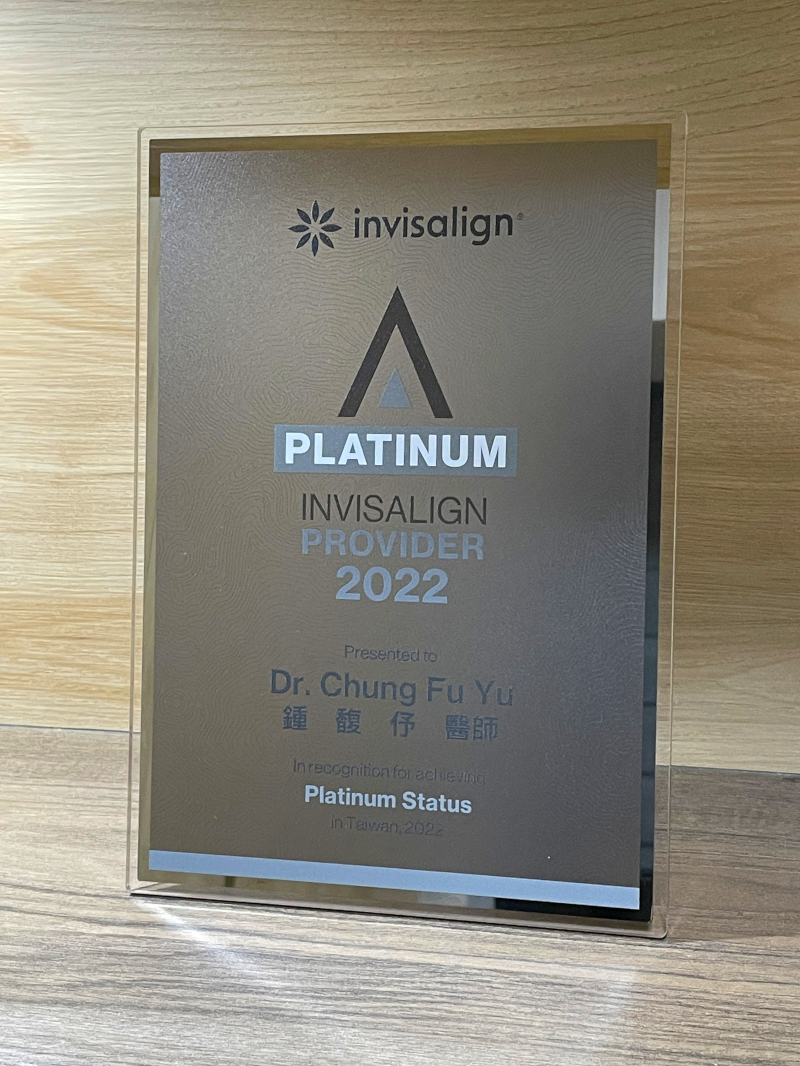 invisalign®
PLATINUM
INVISALIGN
PROVIDER
2022
Presented to
Dr. Chung Fu Yu
鍾 馥 伃 醫師
In recognition for achieving
Platinum Status
in Taiwan, 2022